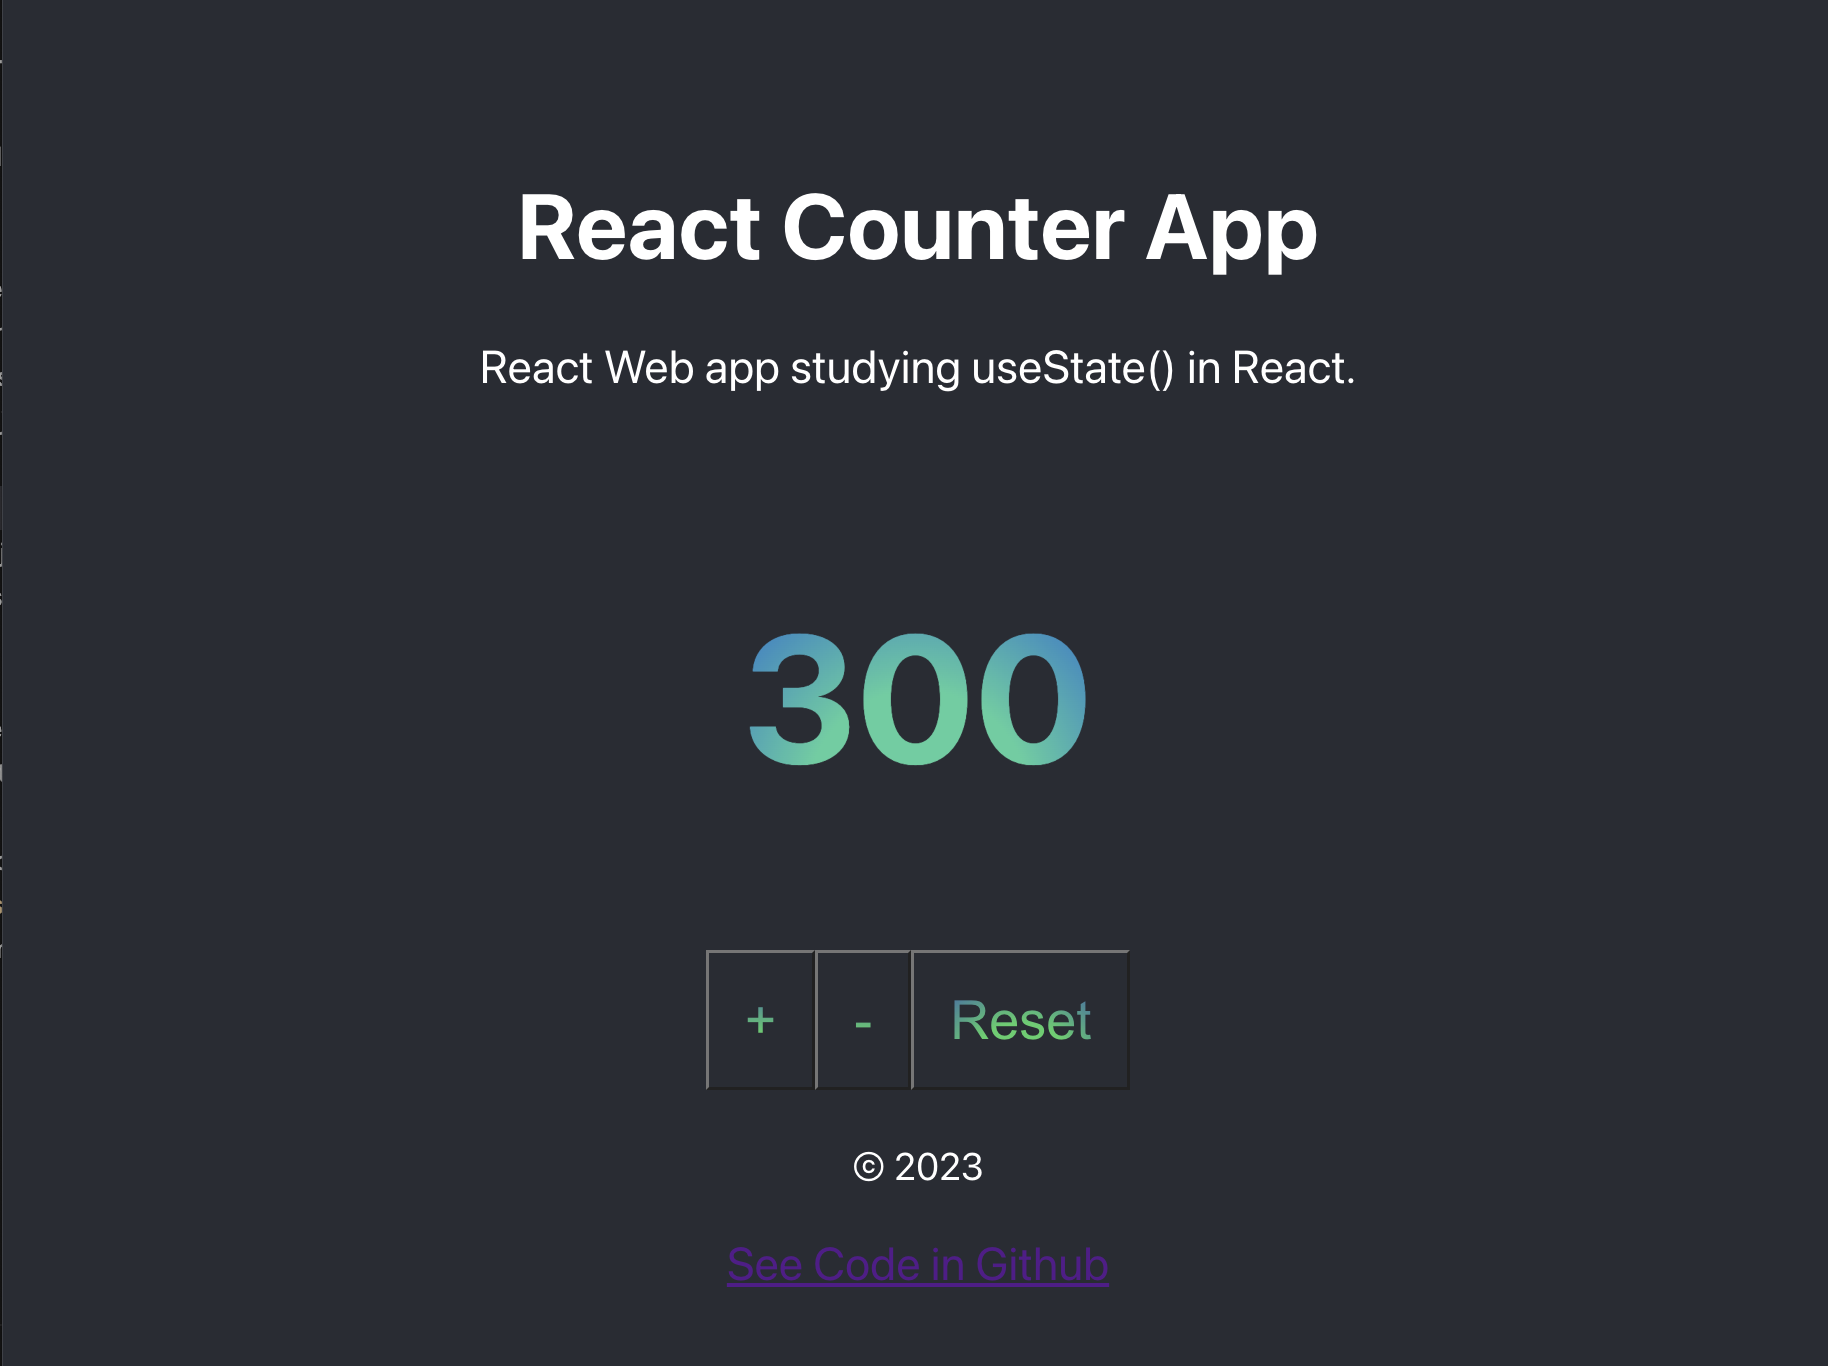 React Counter App
React Web app studying useState() in React.
300
+ - Reset
© 2023
See Code in Github